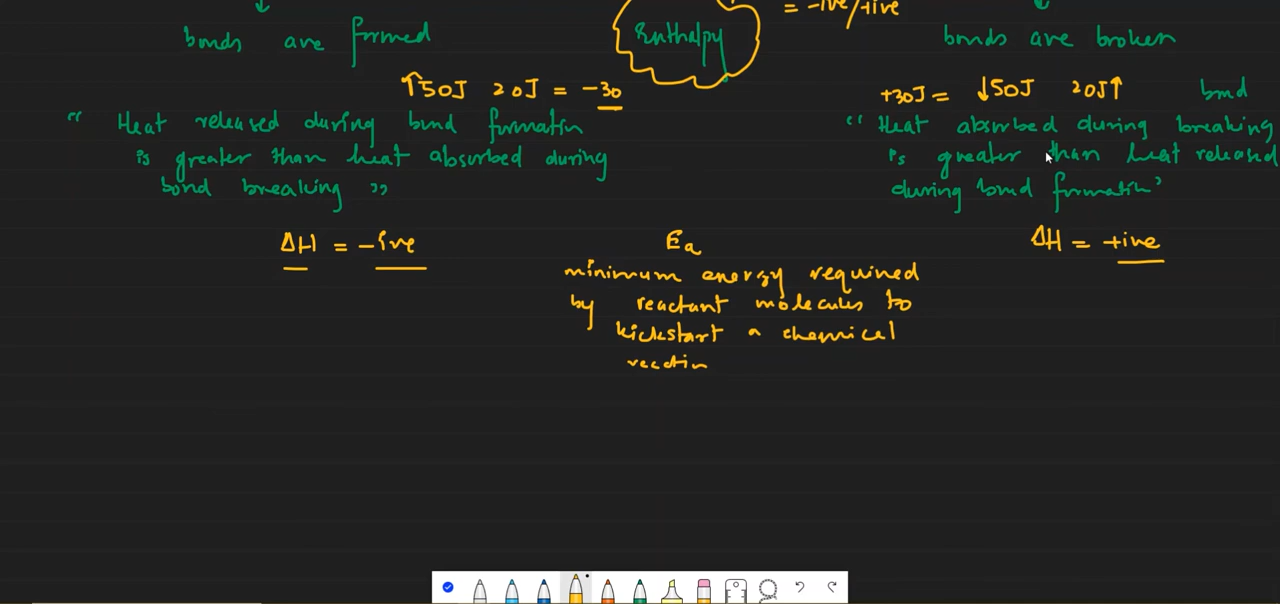 = -ive/+ive
bonds are formed
Enthalpy
bonds are broken
↑50J 20J = -30
+30J = ↓50J 20J↑
bond
" Heat released during bond formation
is greater than heat absorbed during
bond breaking "
" Heat absorbed during breaking
is greater than heat released
during bond formation"
ΔH = -ive
Ea
minimum energy required
by reactant molecules to
kickstart a chemical
reaction
ΔH = +ive